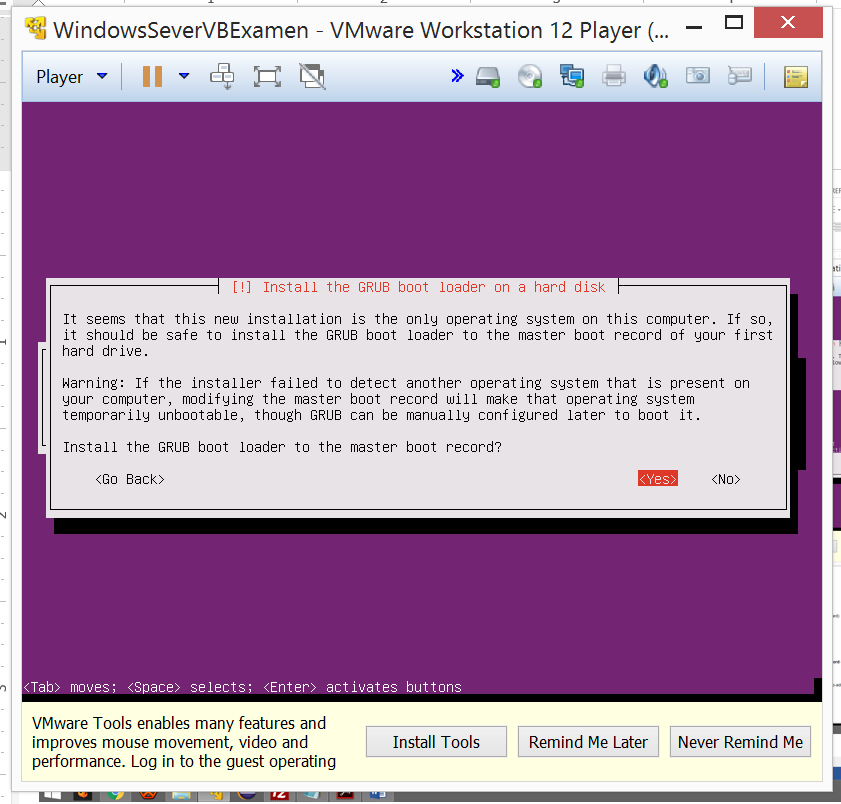 WindowsSeverVBExamen - VMware Workstation 12 Player (...
Player
[!] Install the GRUB boot loader on a hard disk
It seems that this new installation is the only operating system on this computer. If so,
it should be safe to install the GRUB boot loader to the master boot record of your first
hard drive.
Warning: If the installer failed to detect another operating system that is present on
your computer, modifying the master boot record will make that operating system
temporarily unbootable, though GRUB can be manually configured later to boot it.
Install the GRUB boot loader to the master boot record?
<Go Back> <Yes> <No>
<Tab> moves; <Space> selects; <Enter> activates buttons
VMware Tools enables many features and
improves mouse movement, video and
performance. Log in to the guest operating
Install Tools Remind Me Later Never Remind Me